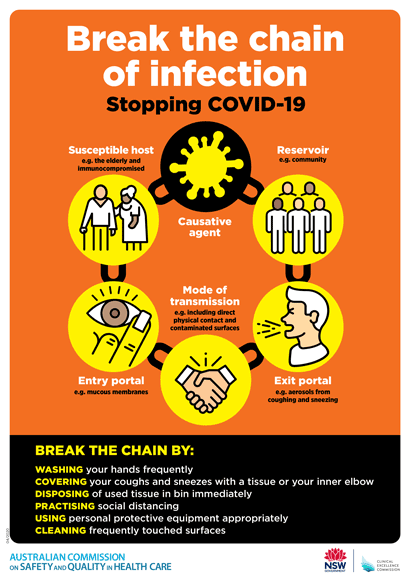 Break the chain
of infection
Stopping COVID-19
Susceptible host
e.g. the elderly and
immunocompromised
Reservoir
e.g. community
Causative
agent
Mode of
transmission
e.g. including direct
physical contact and
contaminated surfaces
Entry portal
e.g. mucous membranes
Exit portal
e.g. aerosols from
coughing and sneezing
BREAK THE CHAIN BY:
WASHING your hands frequently
COVERING your coughs and sneezes with a tissue or your inner elbow
DISPOSING of used tissue in bin immediately
PRACTISING social distancing
USING personal protective equipment appropriately
CLEANING frequently touched surfaces
AUSTRALIAN COMMISSION
ON SAFETY AND QUALITY IN HEALTH CARE
NSW
GOVERNMENT
CLINICAL
EXCELLENCE
COMMISSION